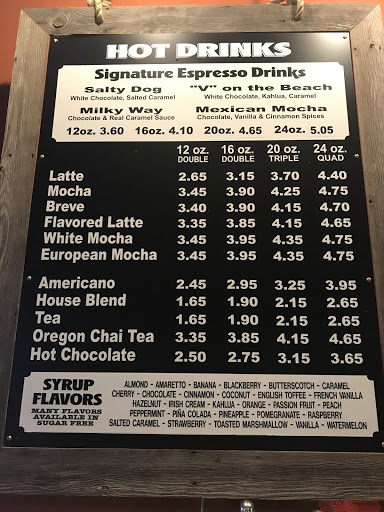 HOT DRINKS
Signature Espresso Drinks
Salty Dog "V" on the Beach
White Chocolate, Salted Caramel White Chocolate, Kahlua, Caramel
Milky Way Mexican Mocha
Chocolate & Real Caramel Sauce Chocolate, Vanilla & Cinnamon Spices
12oz. 3.60 16oz. 4.10 20oz. 4.65 24oz. 5.05
12 oz. 16 oz. 20 oz. 24 oz.
DOUBLE DOUBLE TRIPLE QUAD
Latte 2.65 3.15 3.70 4.40
Mocha 3.45 3.90 4.25 4.75
Breve 3.40 3.90 4.15 4.70
Flavored Latte 3.35 3.85 4.15 4.65
White Mocha 3.45 3.95 4.35 4.75
European Mocha 3.45 3.95 4.35 4.75
Americano 2.45 2.95 3.25 3.95
House Blend 1.65 1.90 2.15 2.65
Tea 1.65 1.90 2.15 2.65
Oregon Chai Tea 3.35 3.85 4.15 4.65
Hot Chocolate 2.50 2.75 3.15 3.65
SYRUP
FLAVORS
MANY FLAVORS
AVAILABLE IN
SUGAR FREE
ALMOND - AMARETTO - BANANA - BLACKBERRY - BUTTERSCOTCH - CARAMEL
CHERRY - CHOCOLATE - CINNAMON - COCONUT - ENGLISH TOFFEE - FRENCH VANILLA
HAZELNUT - IRISH CREAM - KAHLUA - ORANGE - PASSION FRUIT - PEACH
PEPPERMINT - PIÑA COLADA - PINEAPPLE - POMEGRANATE - RASPBERRY
SALTED CARAMEL - STRAWBERRY - TOASTED MARSHMALLOW - VANILLA - WATERMELON